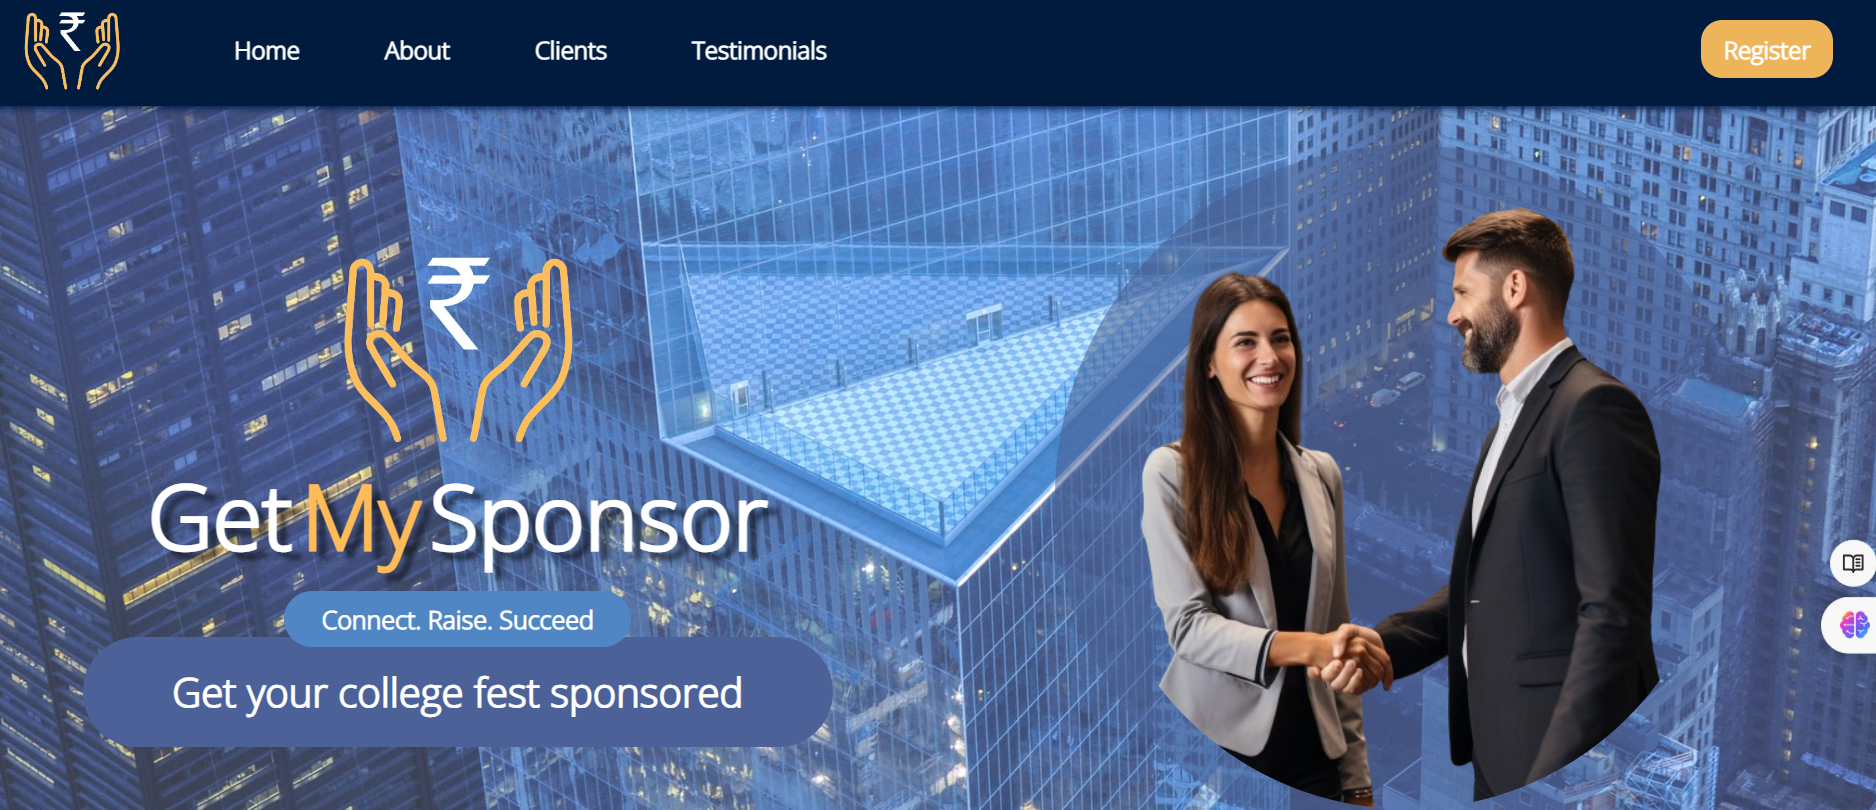 ₹
Home About Clients Testimonials Register
₹
GetMySponsor
Connect. Raise. Succeed
Get your college fest sponsored